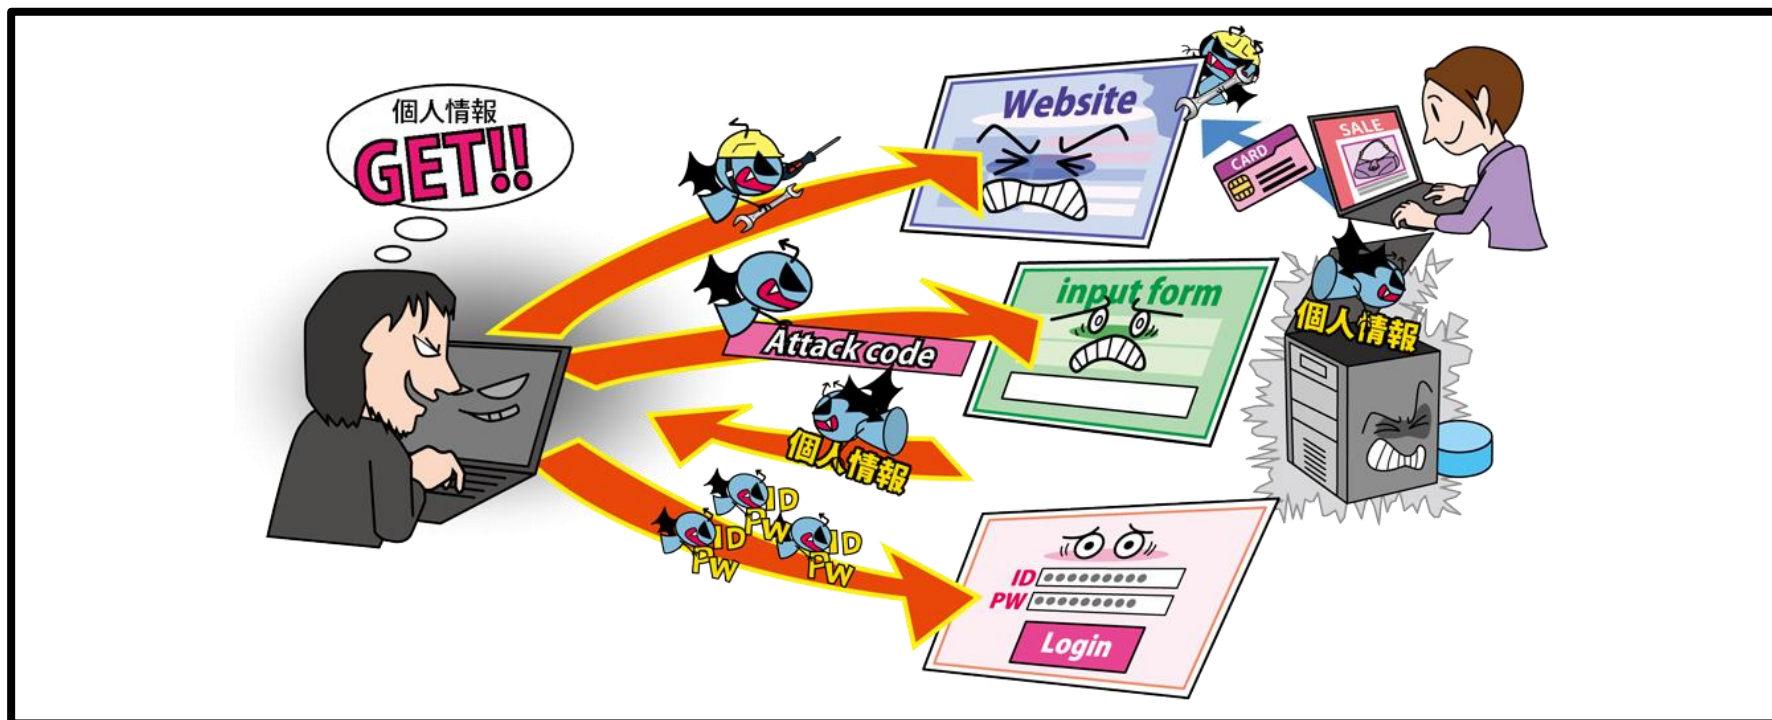 個人情報
GET!!
Website
CARD
SALE
Attack code
input form
個人情報
個人情報
ID
PW
ID
PW
ID
PW
ID
PW
Login